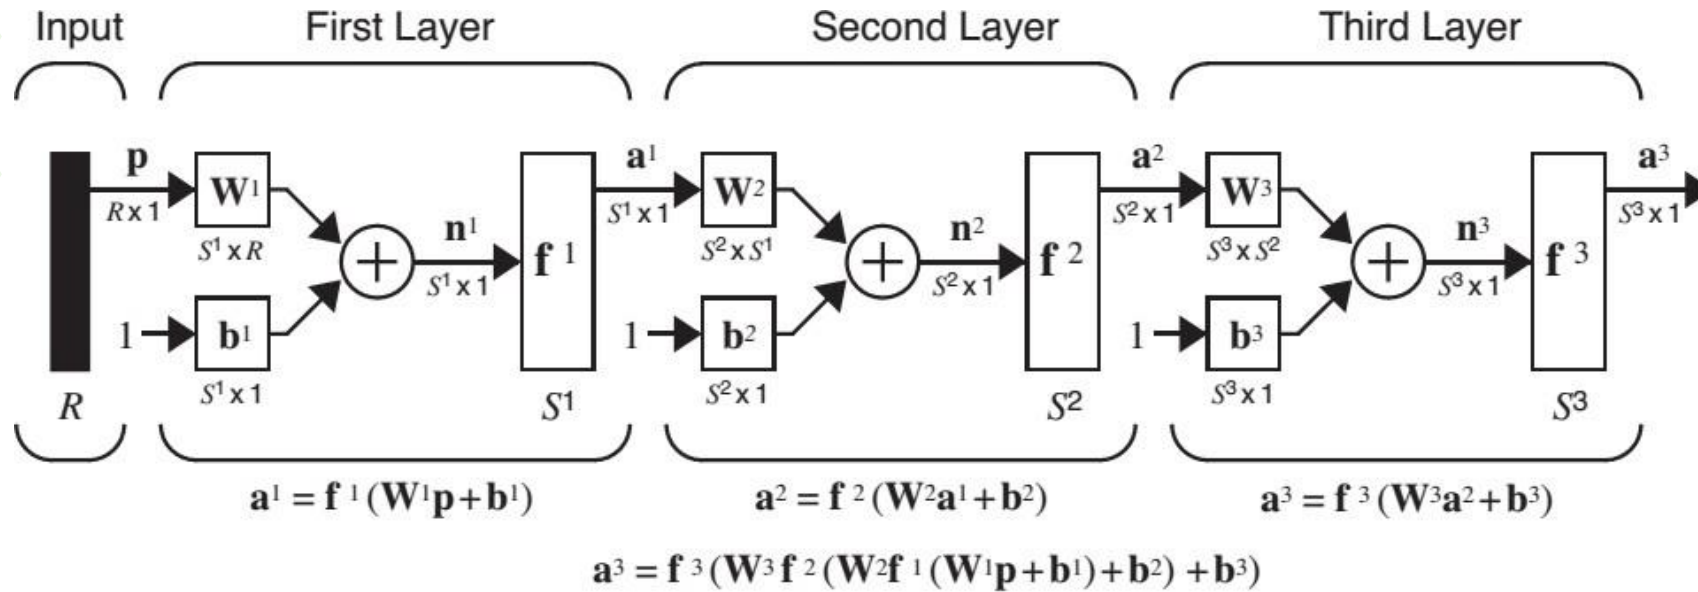 Input First Layer Second Layer Third Layer
p a¹ a² a³
W¹ W² W³
R x 1 S¹ x 1 S² x 1 S³ x 1
n¹ n² n³
S¹ x R S² x S¹ S³ x S²
f ¹ f ² f ³
S¹ x 1 S² x 1 S³ x 1
1 b¹ 1 b² 1 b³
S¹ x 1 S² x 1 S³ x 1
R S¹ S² S³
a¹ = f ¹ (W¹p + b¹) a² = f ² (W²a¹ + b²) a³ = f ³ (W³a² + b³)
a³ = f ³ (W³ f ² (W²f ¹ (W¹p + b¹) + b²) + b³)